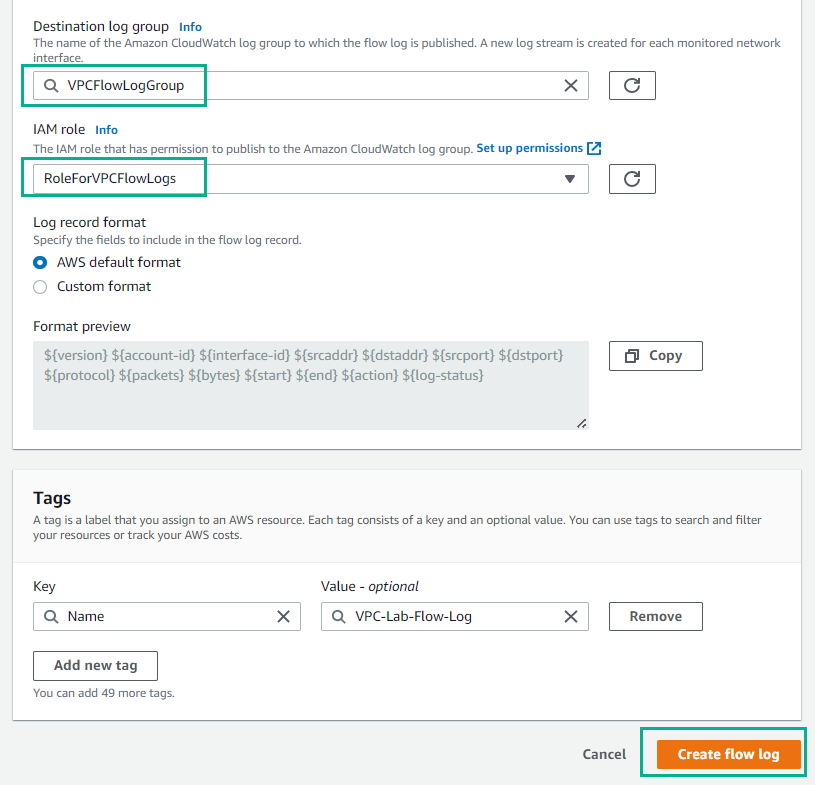 Destination log group Info
The name of the Amazon CloudWatch log group to which the flow log is published. A new log stream is created for each monitored network
interface.
VPCFlowLogGroup
IAM role Info
The IAM role that has permission to publish to the Amazon CloudWatch log group. Set up permissions
RoleForVPCFlowLogs
Log record format
Specify the fields to include in the flow log record.
AWS default format
Custom format
Format preview
${version} ${account-id} ${interface-id} ${srcaddr} ${dstaddr} ${srcport} ${dstport}
${protocol} ${packets} ${bytes} ${start} ${end} ${action} ${log-status}
Copy
Tags
A tag is a label that you assign to an AWS resource. Each tag consists of a key and an optional value. You can use tags to search and filter
your resources or track your AWS costs.
Key Value - optional
Name VPC-Lab-Flow-Log Remove
Add new tag
You can add 49 more tags.
Cancel Create flow log